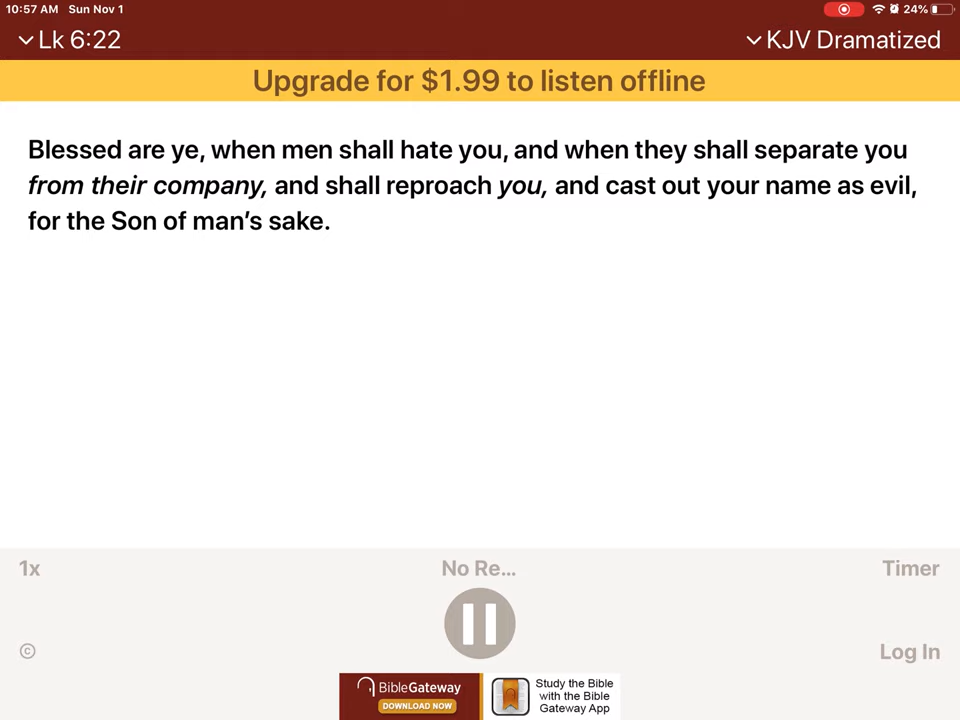 10:57 AM Sun Nov 1 24%
Lk 6:22 KJV Dramatized
Upgrade for $1.99 to listen offline
Blessed are ye, when men shall hate you, and when they shall separate you
from their company, and shall reproach you, and cast out your name as evil,
for the Son of man’s sake.
1x No Re... Timer
©
Log In
BibleGateway
DOWNLOAD NOW
Study the Bible
with the Bible
Gateway App